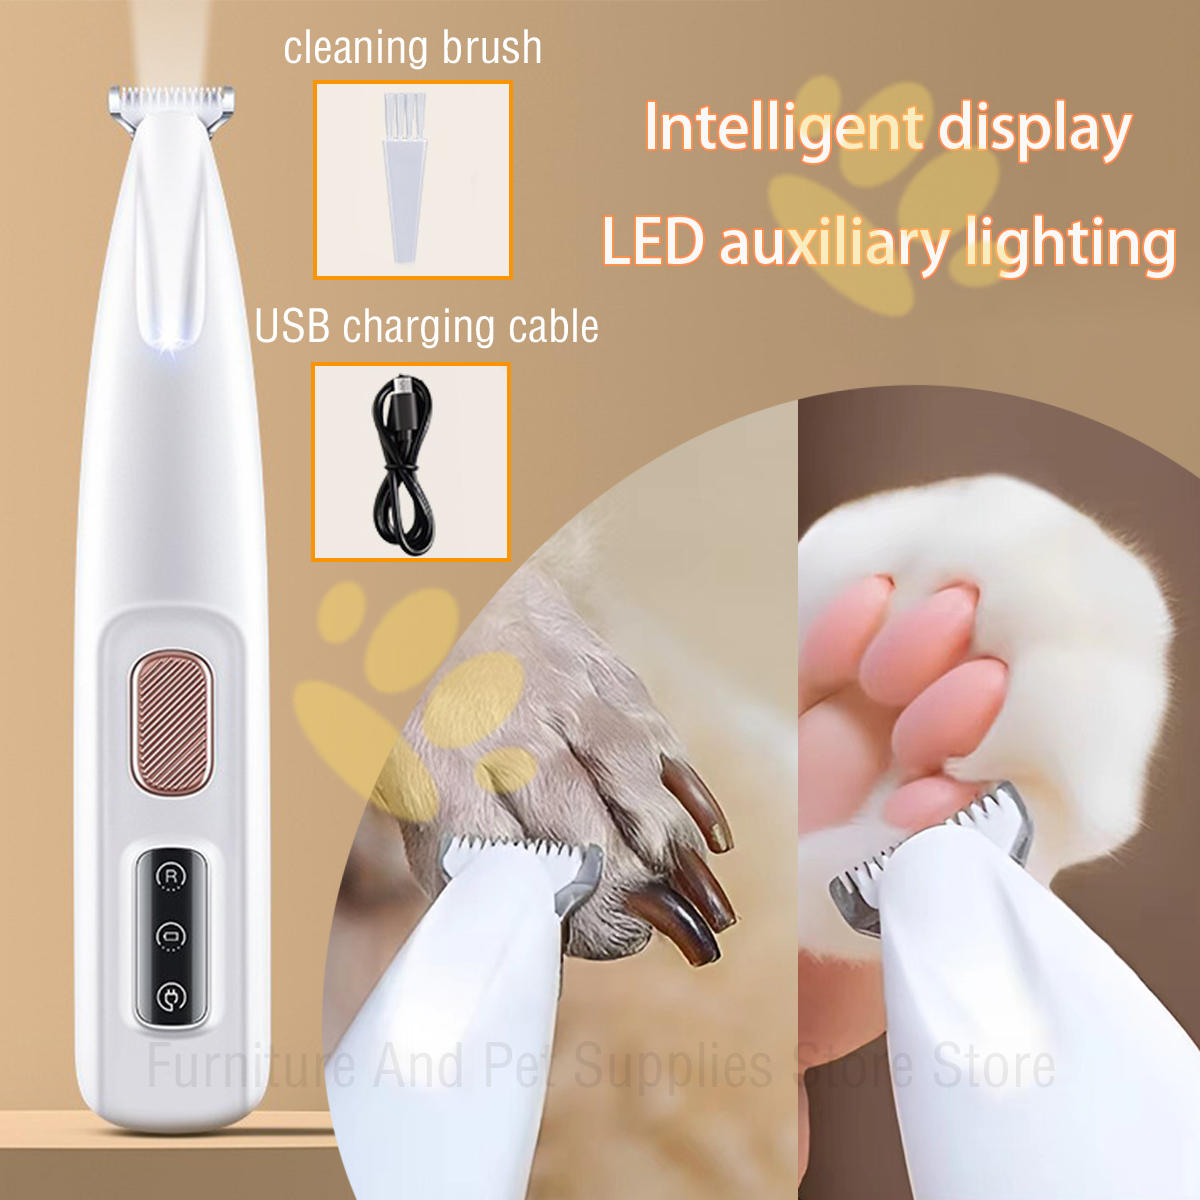 cleaning brush
Intelligent display
LED auxiliary lighting
USB charging cable
R
Furniture And Pet Supplies Store Store